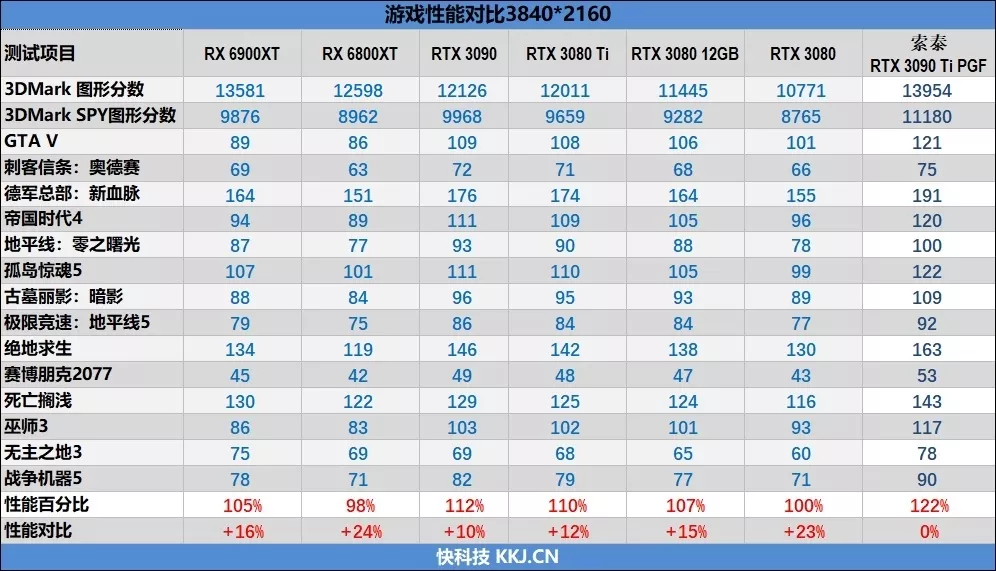 游戏性能对比3840*2160
测试项目 RX 6900XT RX 6800XT RTX 3090 RTX 3080 Ti RTX 3080 12GB RTX 3080 索泰
RTX 3090 Ti PGF
3DMark 图形分数 13581 12598 12126 12011 11445 10771 13954
3DMark SPY图形分数 9876 8962 9968 9659 9282 8765 11180
GTA V 89 86 109 108 106 101 121
刺客信条：奥德赛 69 63 72 71 68 66 75
德军总部：新血脉 164 151 176 174 164 155 191
帝国时代4 94 89 111 109 105 96 120
地平线：零之曙光 87 77 93 90 88 78 100
孤岛惊魂5 107 101 111 110 105 99 122
古墓丽影：暗影 88 84 96 95 93 89 109
极限竞速：地平线5 79 75 86 84 84 77 92
绝地求生 134 119 146 142 138 130 163
赛博朋克2077 45 42 49 48 47 43 53
死亡搁浅 130 122 129 125 124 116 143
巫师3 86 83 103 102 101 93 117
无主之地3 75 69 69 68 65 60 78
战争机器5 78 71 82 79 77 71 90
性能百分比 105% 98% 112% 110% 107% 100% 122%
性能对比 +16% +24% +10% +12% +15% +23% 0%
快科技 KKJ.CN